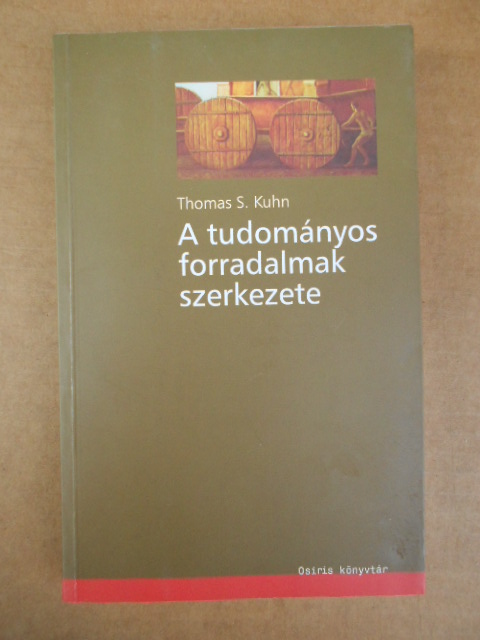 Thomas S. Kuhn
A tudományos
forradalmak
szerkezete
Osiris könyvtár